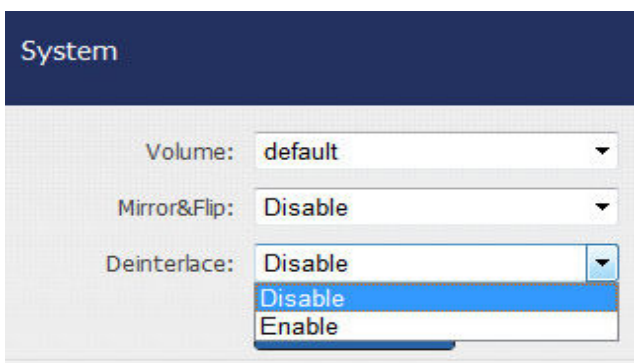 System
Volume: default
Mirror&Flip: Disable
Deinterlace: Disable
Disable
Enable